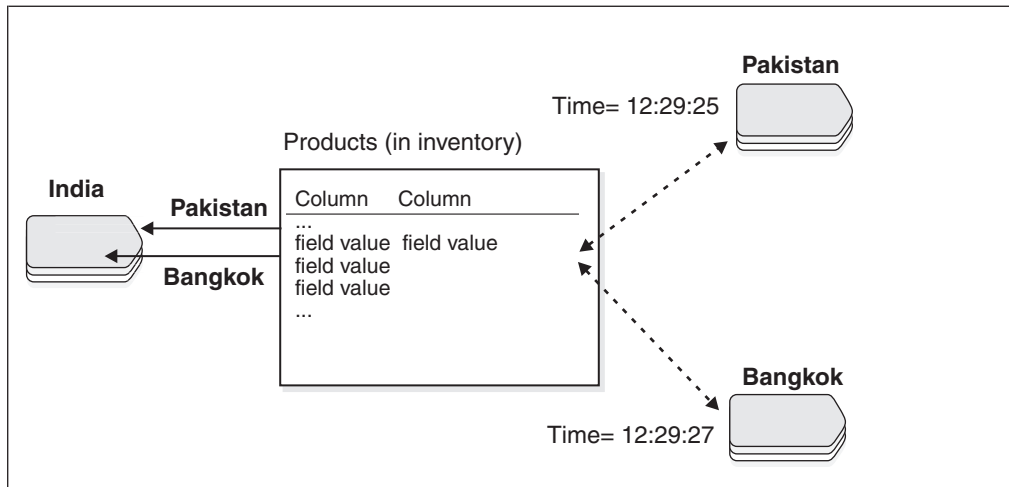 Pakistan
Time= 12:29:25
Products (in inventory)
India
Pakistan
Column Column
...
field value field value
Bangkok
field value
field value
...
Bangkok
Time= 12:29:27